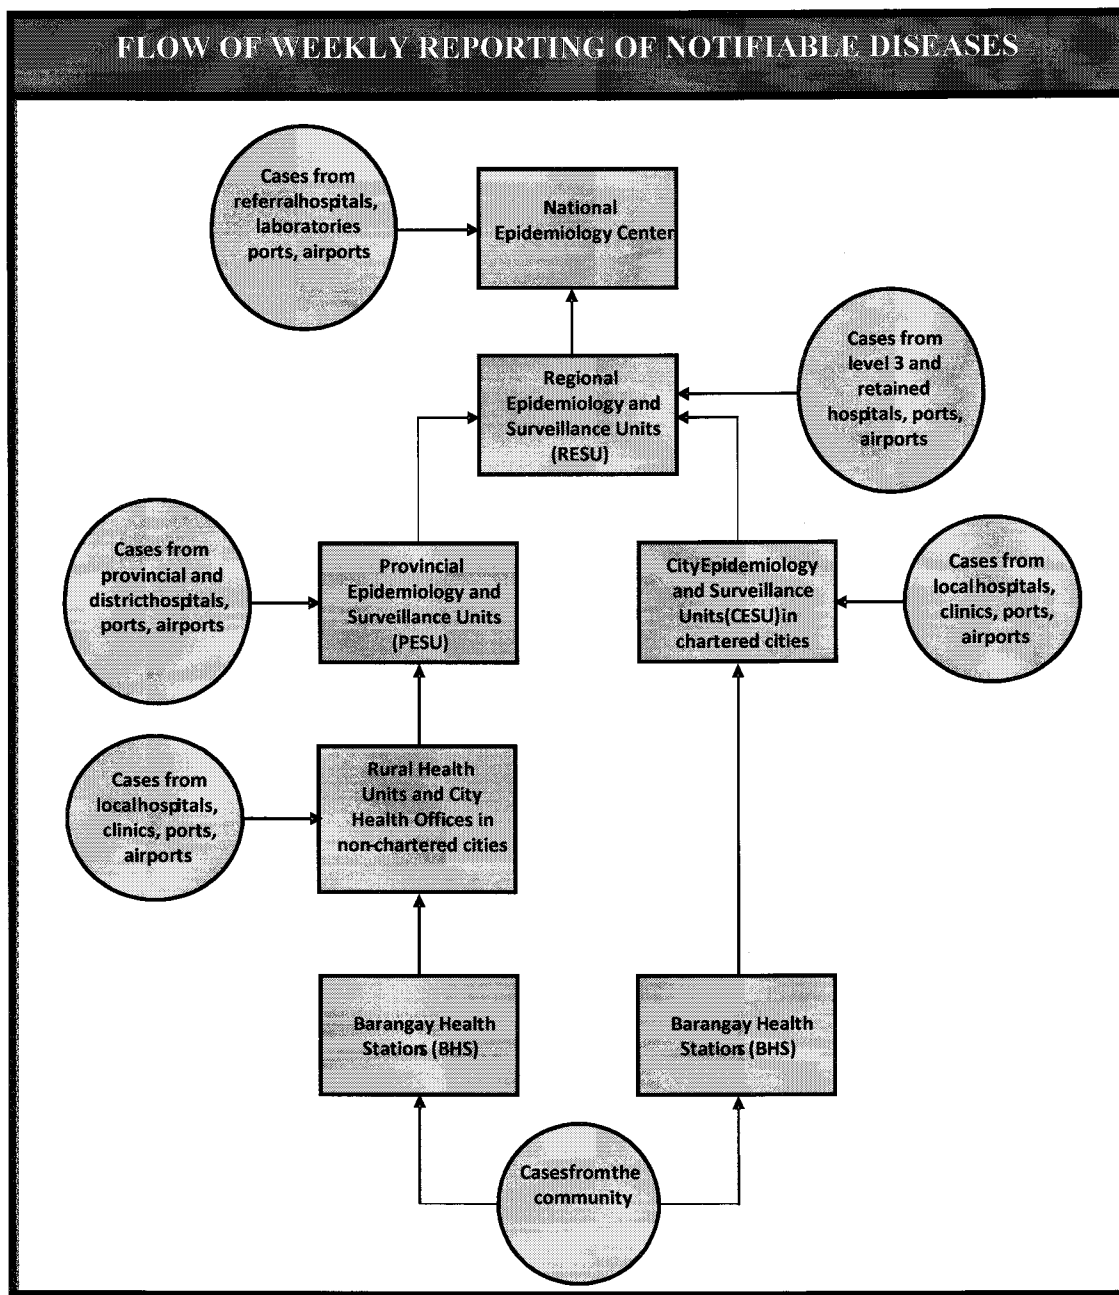 FLOW OF WEEKLY REPORTING OF NOTIFIABLE DISEASES
Cases from
referralhospitals,
laboratories
ports, airports
National
Epidemiology Center
Cases from
level 3 and
retained
hospitals, ports,
airports
Regional
Epidemiology and
Surveillance Units
(RESU)
Cases from
provincial and
districthospitals,
ports, airports
Provincial
Epidemiology and
Surveillance Units
(PESU)
CityEpidemiology
and Surveillance
Units(CESU)in
chartered cities
Cases from
localhospitals,
clinics, ports,
airports
Cases from
localhospitals,
clinics, ports,
airports
Rural Health
Units and City
Health Offices in
non-chartered cities
Barangay Health
Stations (BHS)
Barangay Health
Stations (BHS)
Casesfromthe
community